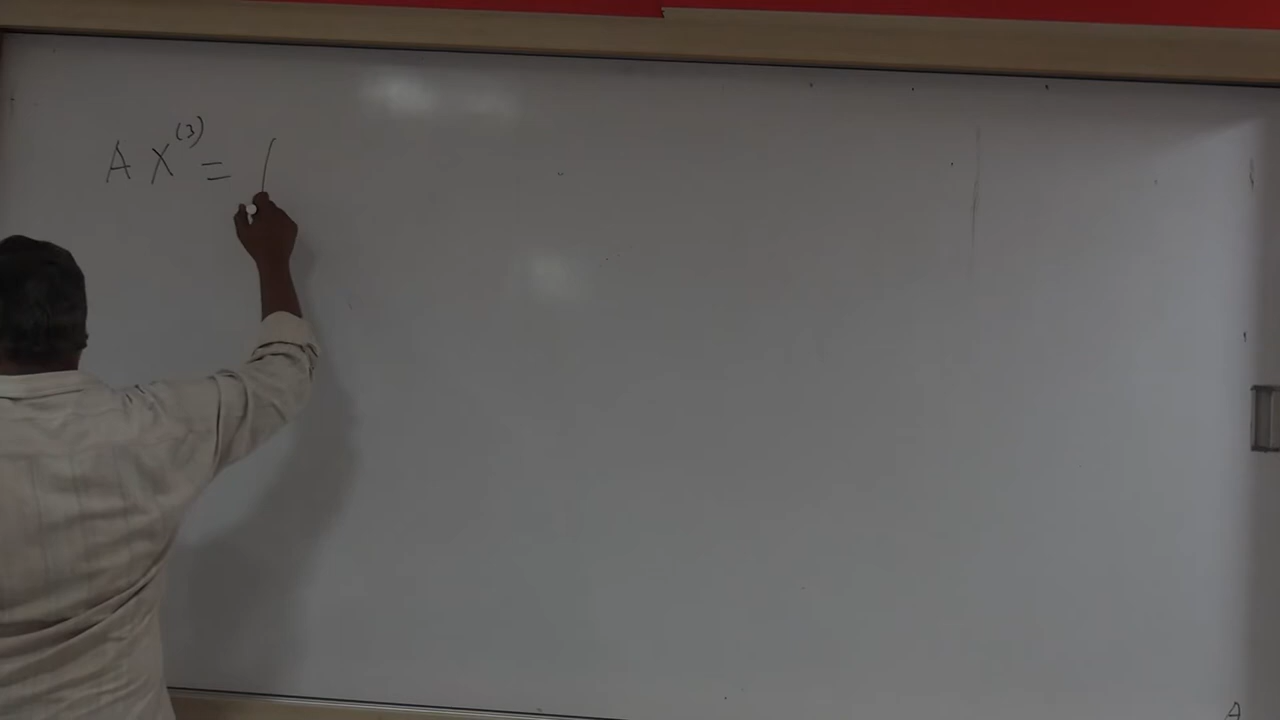 A X^(3) = (
A